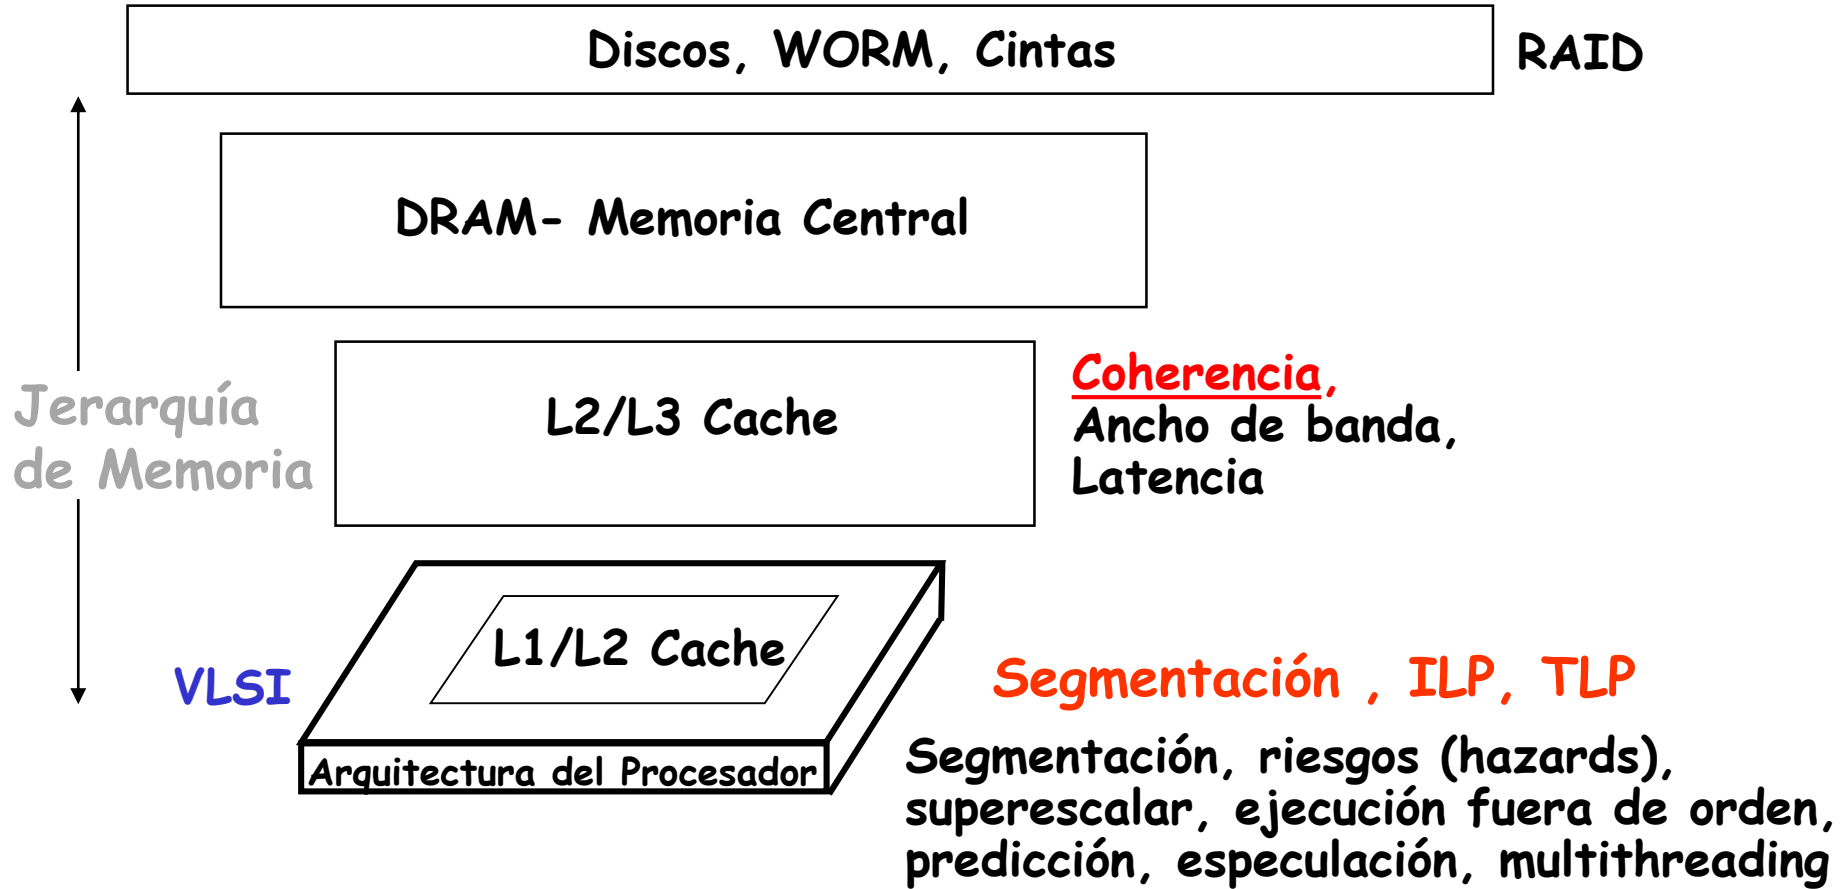 Discos, WORM, Cintas
RAID
DRAM- Memoria Central
Jerarquía
de Memoria
L2/L3 Cache
Coherencia,
Ancho de banda,
Latencia
L1/L2 Cache
VLSI
Segmentación , ILP, TLP
Arquitectura del Procesador
Segmentación, riesgos (hazards),
superescalar, ejecución fuera de orden,
predicción, especulación, multithreading